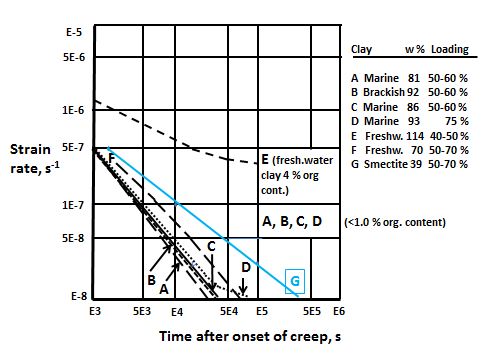 E-5
5E-6
1E-6
5E-7
1E-7
5E-8
E-8
Strain
rate, s-1
E3 5E3 E4 5E4 E5 5E5 E6
Time after onset of creep, s
F
E (fresh.water
clay 4 % org
cont.)
A, B, C, D (<1.0 % org. content)
C
D
B
A
G
Clay w % Loading
A Marine 81 50-60 %
B Brackish 92 50-60 %
C Marine 86 50-60 %
D Marine 93 75 %
E Freshw. 114 40-50 %
F Freshw. 70 50-70 %
G Smectite 39 50-70 %